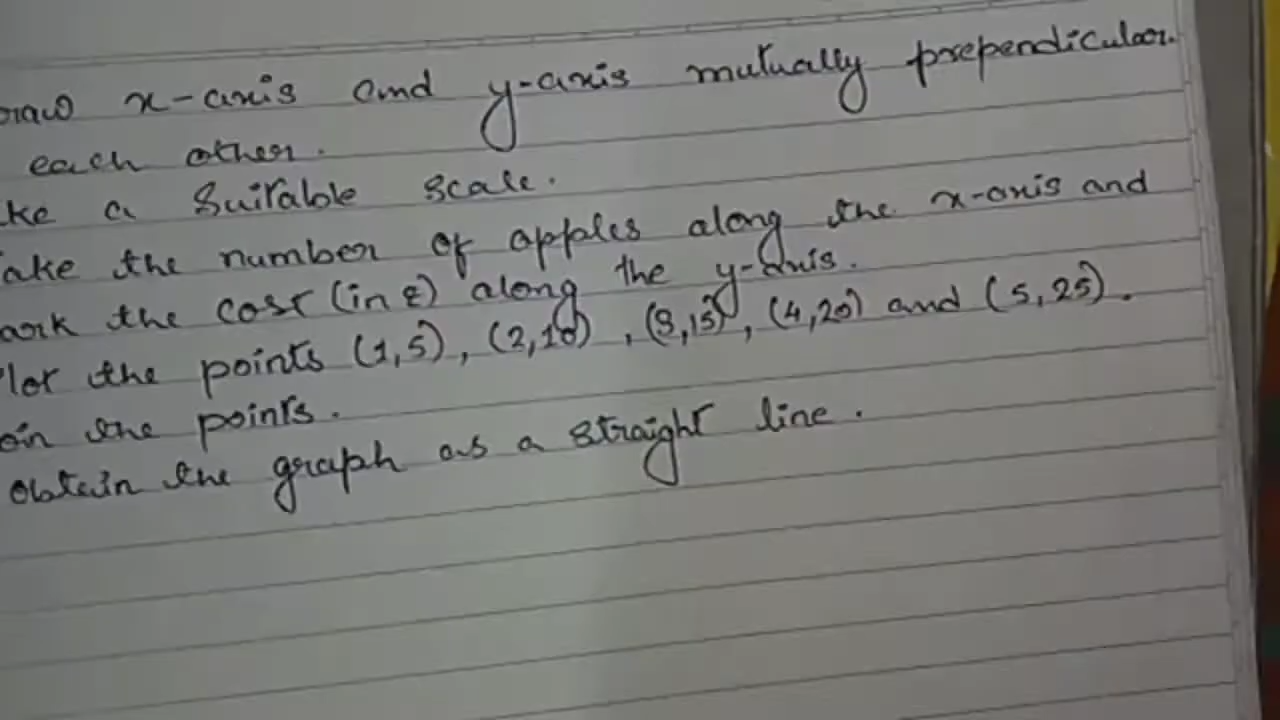 raw x-axis and y-axis mutually prependicular.
each other.
ke a suitable scale.
ake the number of apples along the x-axis and
ark the cost (in ₹) along the y-axis.
lot the points (1,5), (2,10), (3,15), (4,20) and (5,25).
oin the points.
obtain the graph as a straight line.